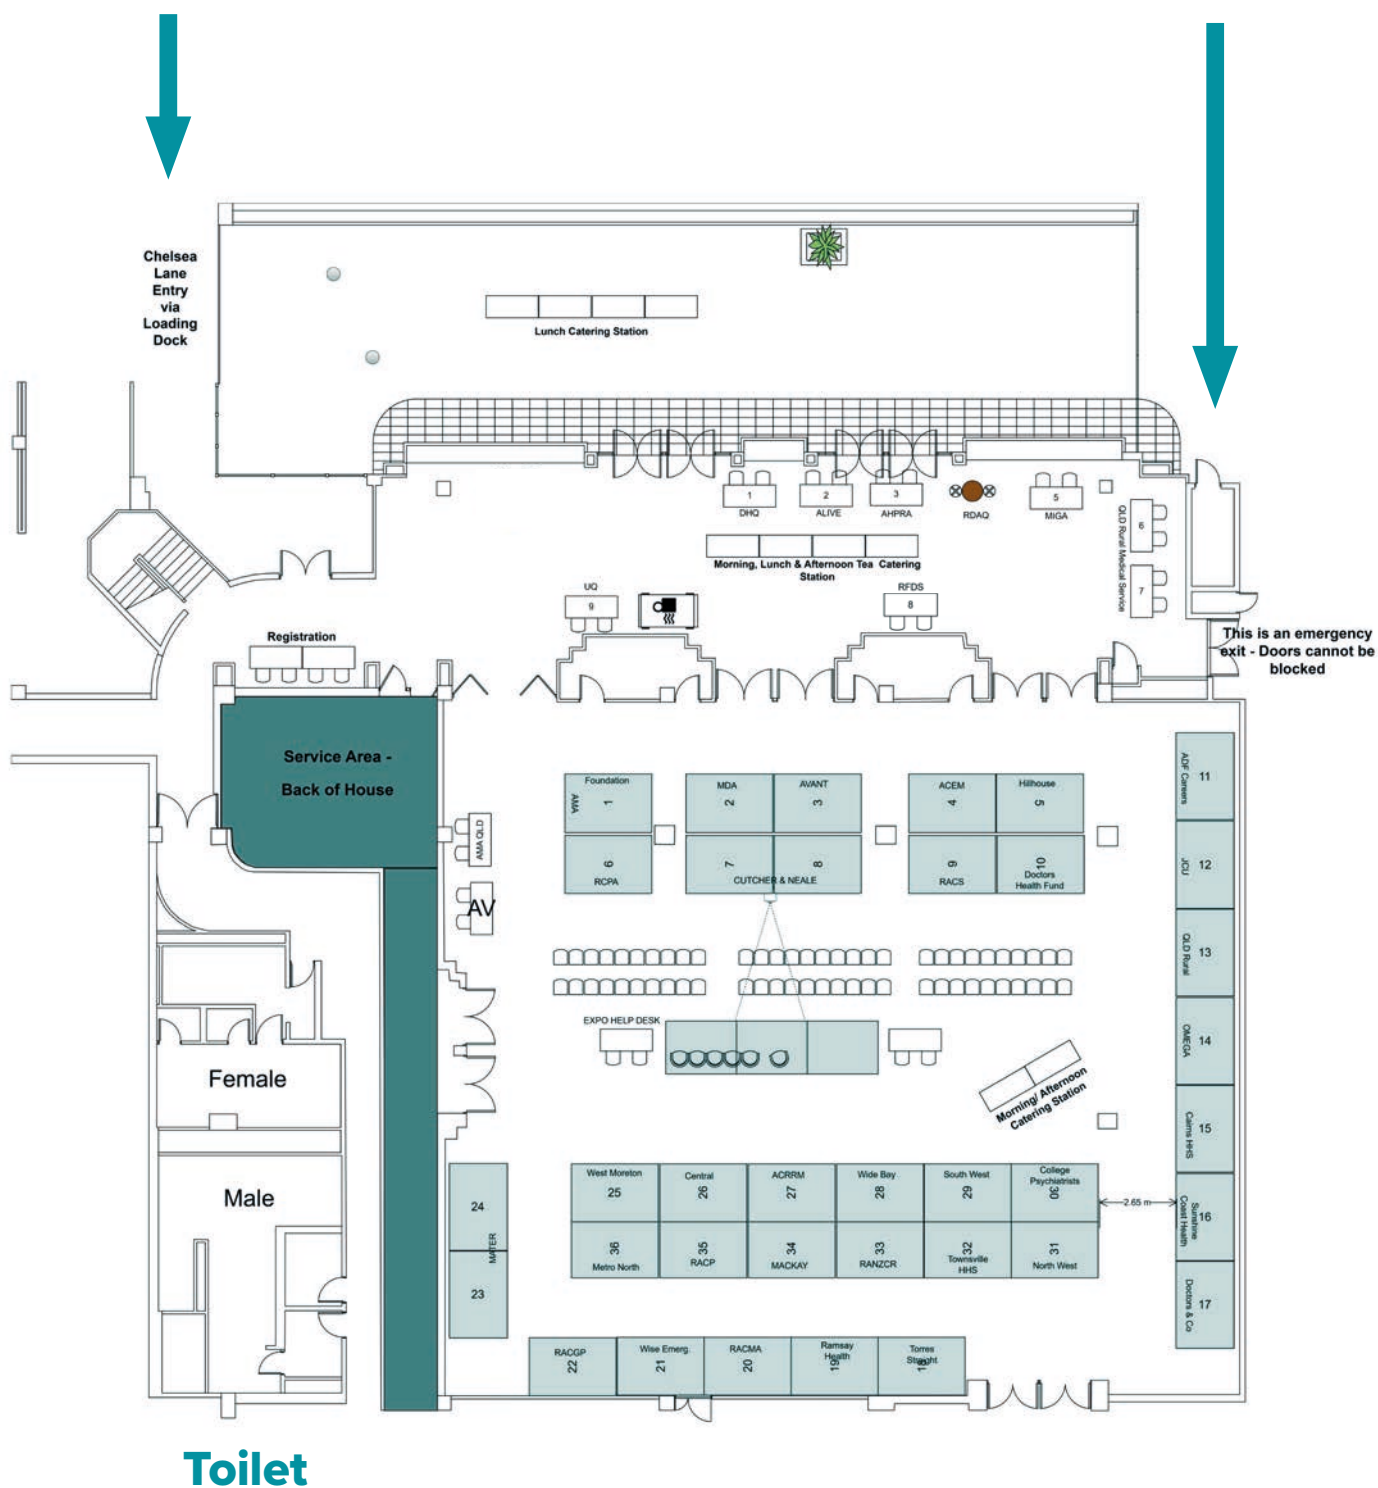 Chelsea
Lane
Entry
via
Loading
Dock
Lunch Catering Station
1
DHQ
2
ALIVE
3
AHPRA
RDAQ
5
MIGA
6
7
QLD Rural Medical Service
Morning, Lunch & Afternoon Tea Catering
Station
UQ
9
RFDS
8
Registration
This is an emergency
exit - Doors cannot be
blocked
Service Area -
Back of House
AMA QLD
AV
Foundation
AMA
1
MDA
2
AVANT
3
ACEM
4
Hillhouse
5
6
RCPA
7
8
CUTCHER & NEALE
9
RACS
10
Doctors
Health Fund
11
ADF Careers
12
JCU
13
QLD Rural
14
OMEGA
15
Cairns HHS
16
Sunshine
Coast Health
17
Doctors & Co
EXPO HELP DESK
Morning/ Afternoon
Catering Station
Female
Male
24
23
MATER
West Moreton
25
Central
26
ACRRM
27
Wide Bay
28
South West
29
College
Psychiatrists
30
2.65 m
36
Metro North
35
RACP
34
MACKAY
33
RANZCR
32
Townsville
HHS
31
North West
RACGP
22
Wise Emerg.
21
RACMA
20
Ramsay
Health
19
Torres
Straight
18
Toilet